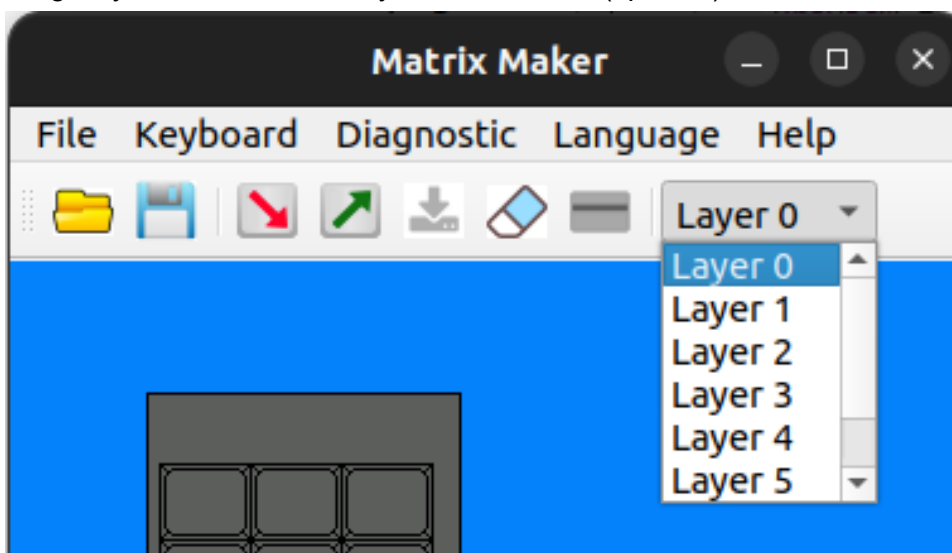 Matrix Maker
File Keyboard Diagnostic Language Help
Layer 0
Layer 0
Layer 1
Layer 2
Layer 3
Layer 4
Layer 5